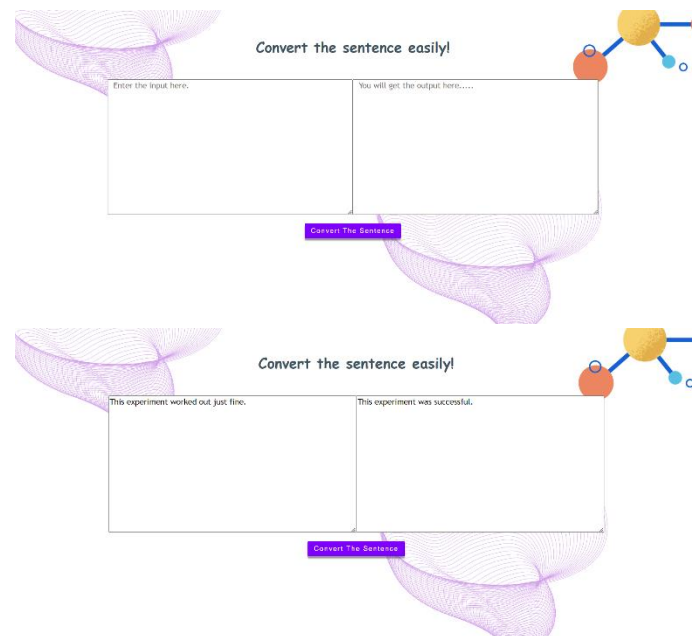 Convert the sentence easily!
Enter the input here.
You will get the output here.....
Convert The Sentence
Convert the sentence easily!
This experiment worked out just fine.
This experiment was successful.
Convert The Sentence